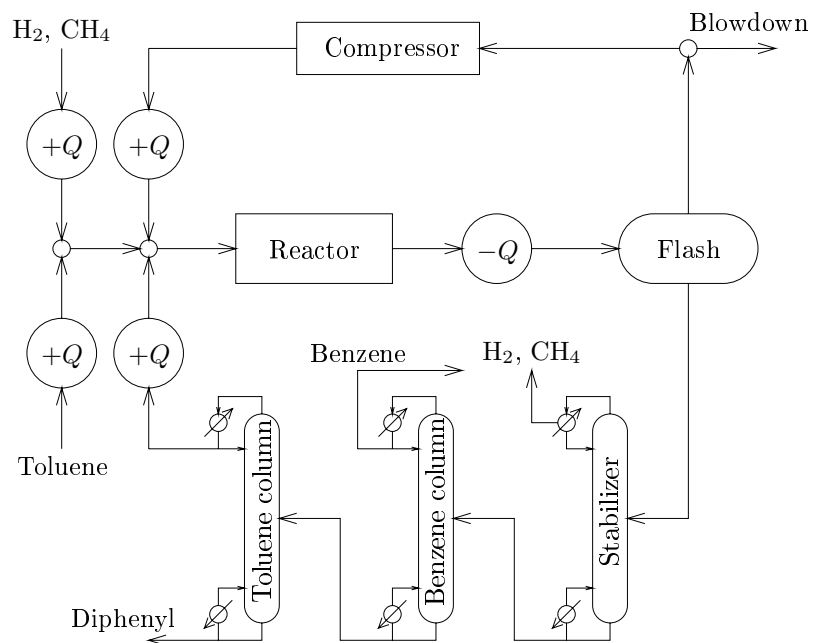 H₂, CH₄
Compressor
Blowdown
+Q
+Q
Reactor
−Q
Flash
+Q
+Q
Benzene
H₂, CH₄
Toluene
Toluene column
Benzene column
Stabilizer
Diphenyl